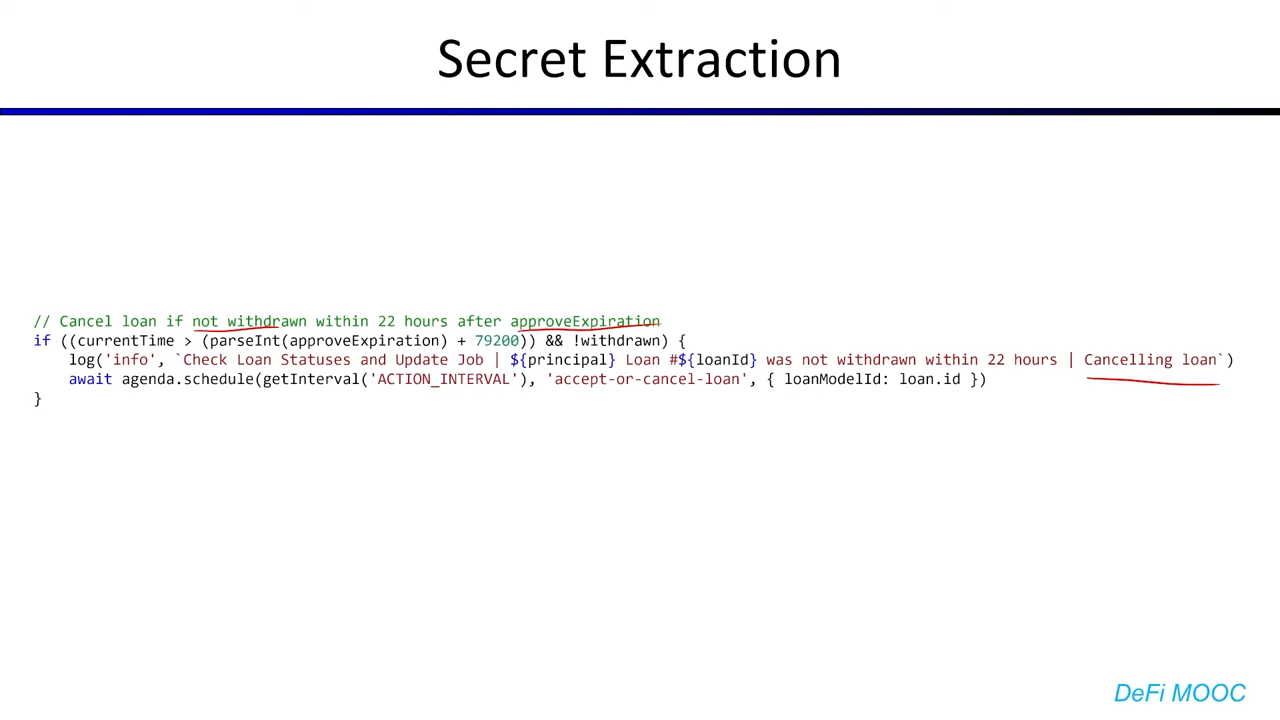 Secret Extraction
// Cancel loan if not withdrawn within 22 hours after approveExpiration
if ((currentTime > (parseInt(approveExpiration) + 79200)) && !withdrawn) {
    log('info', `Check Loan Statuses and Update Job | ${principal} Loan #${loanId} was not withdrawn within 22 hours | Cancelling loan`)
    await agenda.schedule(getInterval('ACTION_INTERVAL'), 'accept-or-cancel-loan', { loanModelId: loan.id })
}
DeFi MOOC